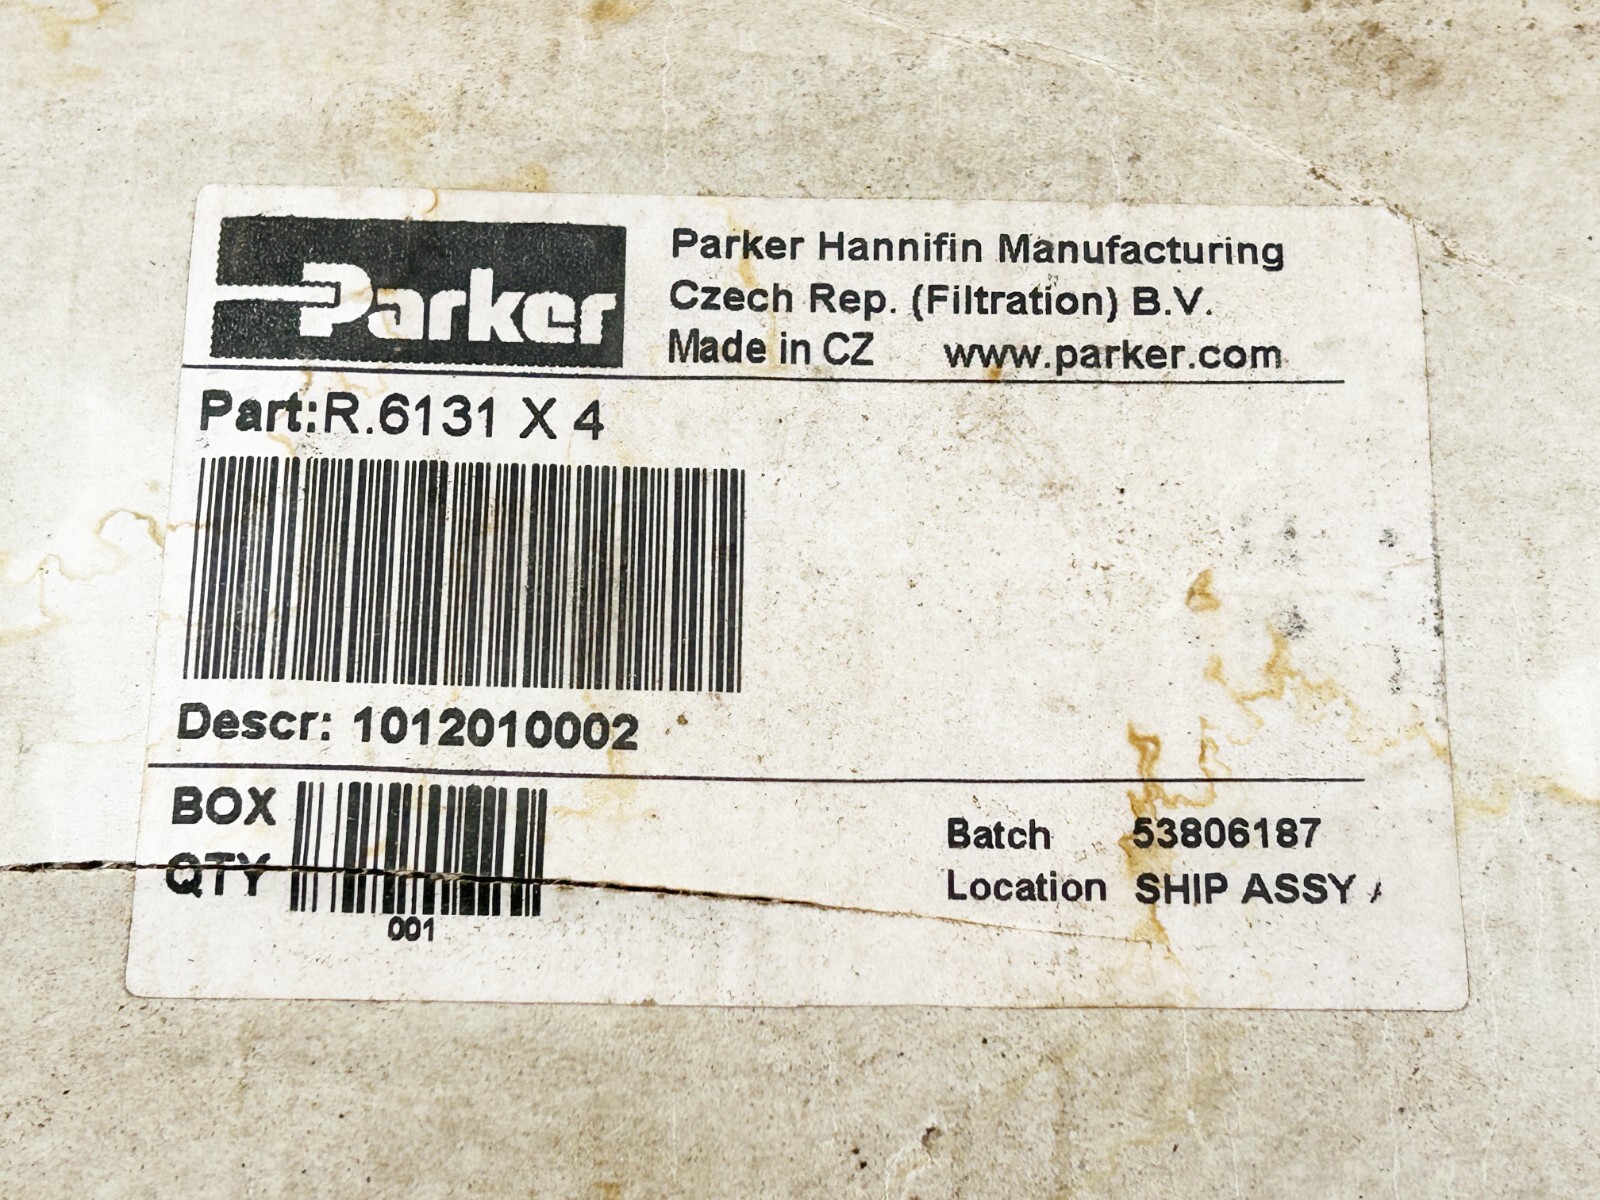 Parker
Parker Hannifin Manufacturing
Czech Rep. (Filtration) B.V.
Made in CZ www.parker.com
Part:R.6131 X 4
Descr: 1012010002
BOX
QTY
001
Batch 53806187
Location SHIP ASSY